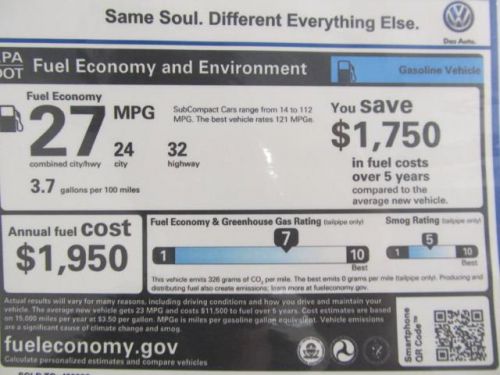 Same Soul. Different Everything Else.
Das Auto.
EPA
DOT
Fuel Economy and Environment
Gasoline Vehicle
Fuel Economy
27 MPG
combined city/hwy
24
city
32
highway
3.7 gallons per 100 miles
SubCompact Cars range from 14 to 112
MPG. The best vehicle rates 121 MPGe.
You save
$1,750
in fuel costs
over 5 years
compared to the
average new vehicle.
Annual fuel cost
$1,950
Fuel Economy & Greenhouse Gas Rating (tailpipe only)
1 7 10
Best
Smog Rating (tailpipe only)
1 5 10
Best
This vehicle emits 326 grams of CO2 per mile. The best emits 0 grams per mile (tailpipe only). Producing and
distributing fuel also create emissions; learn more at fueleconomy.gov.
Actual results will vary for many reasons, including driving conditions and how you drive and maintain your
vehicle. The average new vehicle gets 23 MPG and costs $11,500 to fuel over 5 years. Cost estimates are based
on 15,000 miles per year at $3.50 per gallon. MPGe is miles per gasoline gallon equivalent. Vehicle emissions
are a significant cause of climate change and smog.
fueleconomy.gov
Calculate personalized estimates and compare vehicles
Smartphone
QR Code™